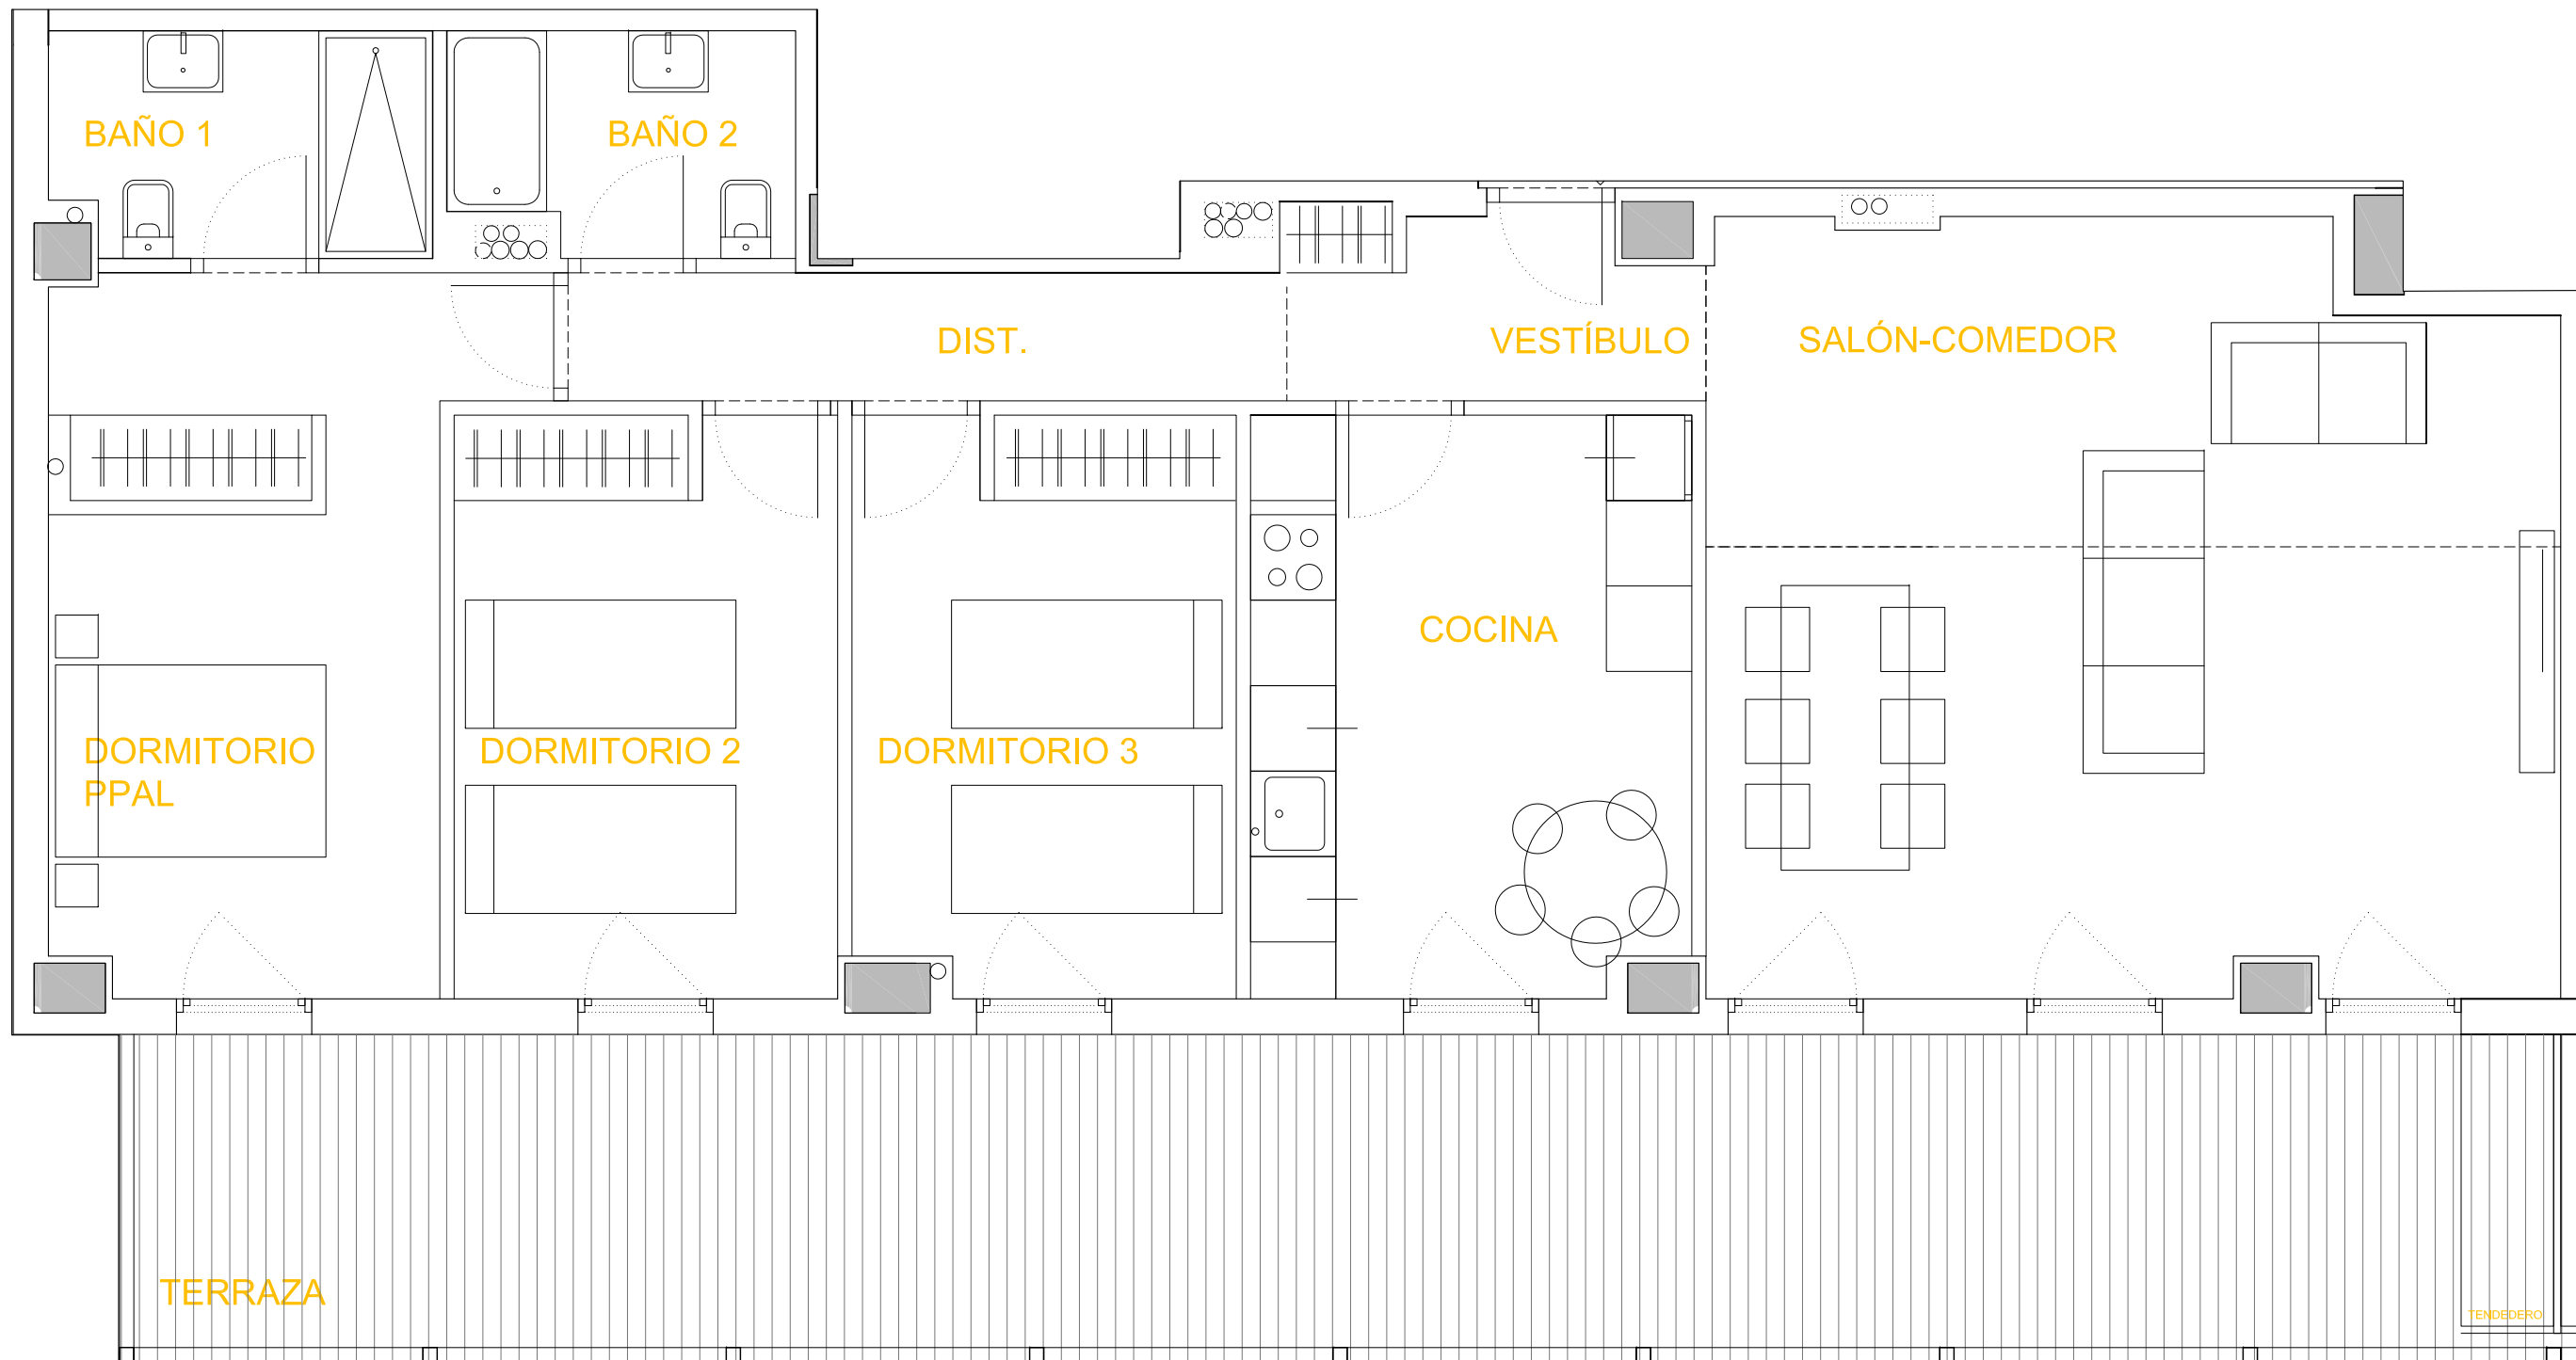 BAÑO 1
BAÑO 2
DIST.
VESTÍBULO
SALÓN-COMEDOR
COCINA
DORMITORIO
PPAL
DORMITORIO 2
DORMITORIO 3
TERRAZA
TENDEDERO